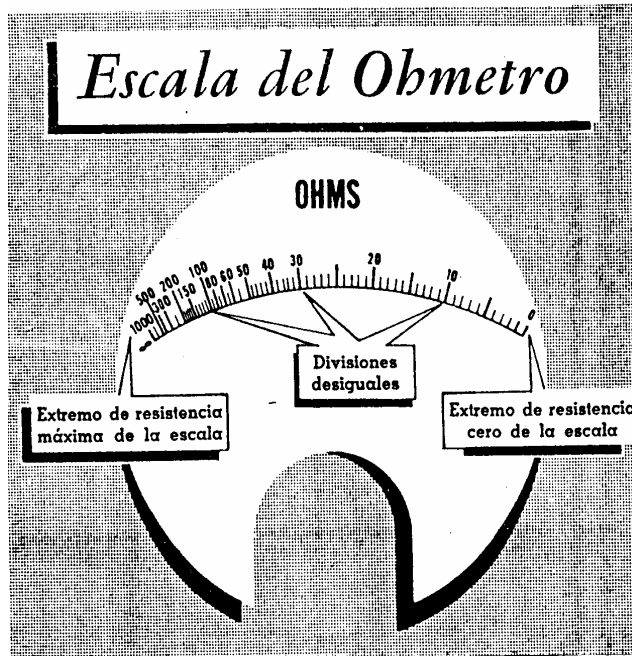 Escala del Ohmetro
OHMS
∞ 1000 500 300 200 150 100 80 60 50 40 30 20 10 0
Divisiones
desiguales
Extremo de resistencia
máxima de la escala
Extremo de resistencia
cero de la escala